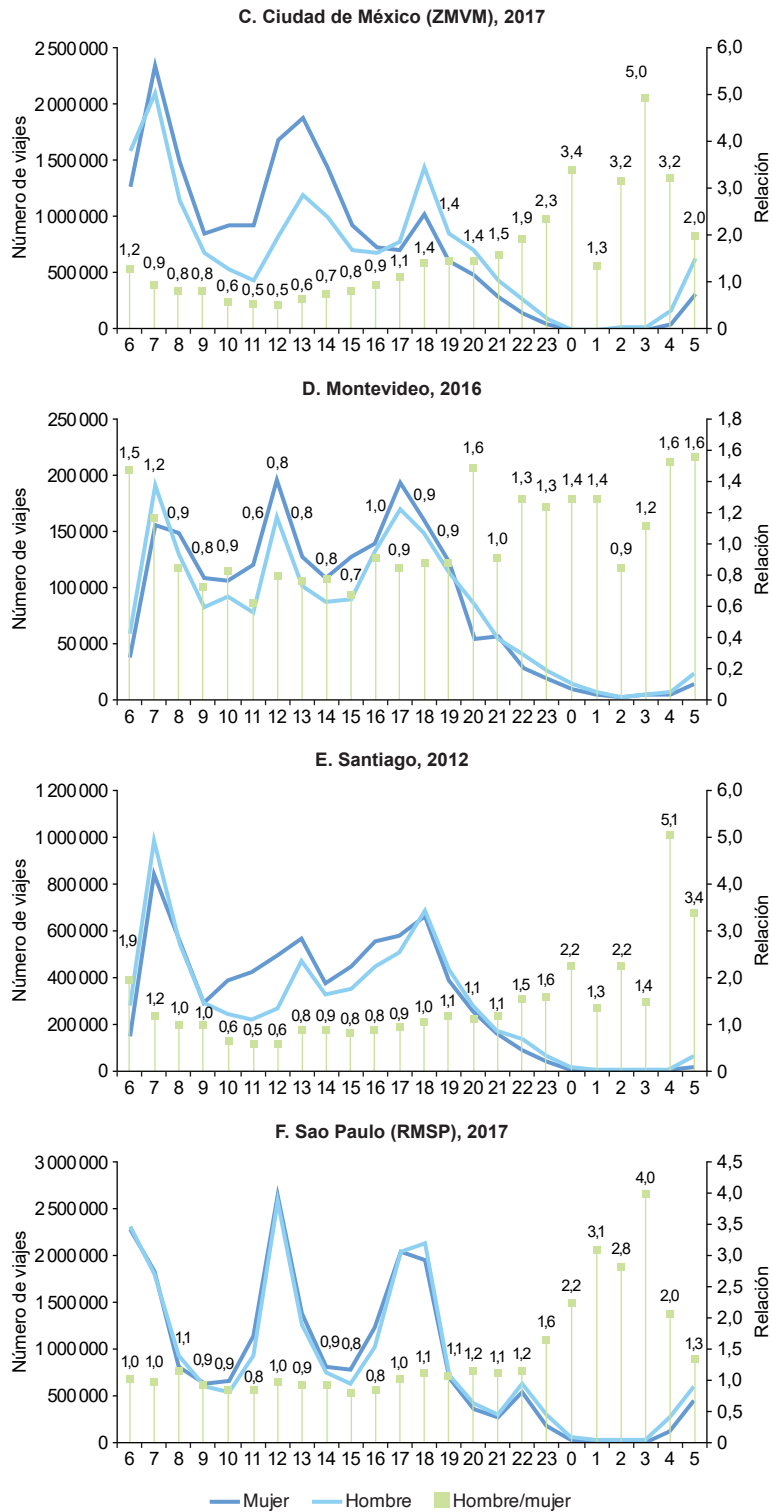 C. Ciudad de México (ZMVM), 2017
Número de viajes
2 500 000
2 000 000
1 500 000
1 000 000
500 000
0
6,0
5,0
4,0
3,0
2,0
1,0
0
Relación
1,2 0,9 0,8 0,8 0,6 0,5 0,5 0,6 0,7 0,8 0,9 1,1 1,4 1,4 1,4 1,5 1,9 2,3 3,4 1,3 3,2 5,0 3,2 2,0
6 7 8 9 10 11 12 13 14 15 16 17 18 19 20 21 22 23 0 1 2 3 4 5
D. Montevideo, 2016
Número de viajes
250 000
200 000
150 000
100 000
50 000
0
1,8
1,6
1,4
1,2
1,0
0,8
0,6
0,4
0,2
0
Relación
1,5 1,2 0,9 0,8 0,9 0,6 0,8 0,8 0,8 0,7 1,0 0,9 0,9 0,9 1,6 1,0 1,3 1,3 1,4 1,4 0,9 1,2 1,6 1,6
6 7 8 9 10 11 12 13 14 15 16 17 18 19 20 21 22 23 0 1 2 3 4 5
E. Santiago, 2012
Número de viajes
1 200 000
1 000 000
800 000
600 000
400 000
200 000
0
6,0
5,0
4,0
3,0
2,0
1,0
0
Relación
1,9 1,2 1,0 1,0 0,6 0,5 0,6 0,8 0,9 0,8 0,8 0,9 1,0 1,1 1,1 1,1 1,5 1,6 2,2 1,3 2,2 1,4 5,1 3,4
6 7 8 9 10 11 12 13 14 15 16 17 18 19 20 21 22 23 0 1 2 3 4 5
F. Sao Paulo (RMSP), 2017
Número de viajes
3 000 000
2 500 000
2 000 000
1 500 000
1 000 000
500 000
0
4,5
4,0
3,5
3,0
2,5
2,0
1,5
1,0
0,5
0
Relación
1,0 1,0 1,1 0,9 0,9 0,8 1,0 0,9 0,9 0,8 0,8 1,0 1,1 1,1 1,2 1,1 1,2 1,6 2,2 3,1 2,8 4,0 2,0 1,3
6 7 8 9 10 11 12 13 14 15 16 17 18 19 20 21 22 23 0 1 2 3 4 5
Mujer Hombre Hombre/mujer